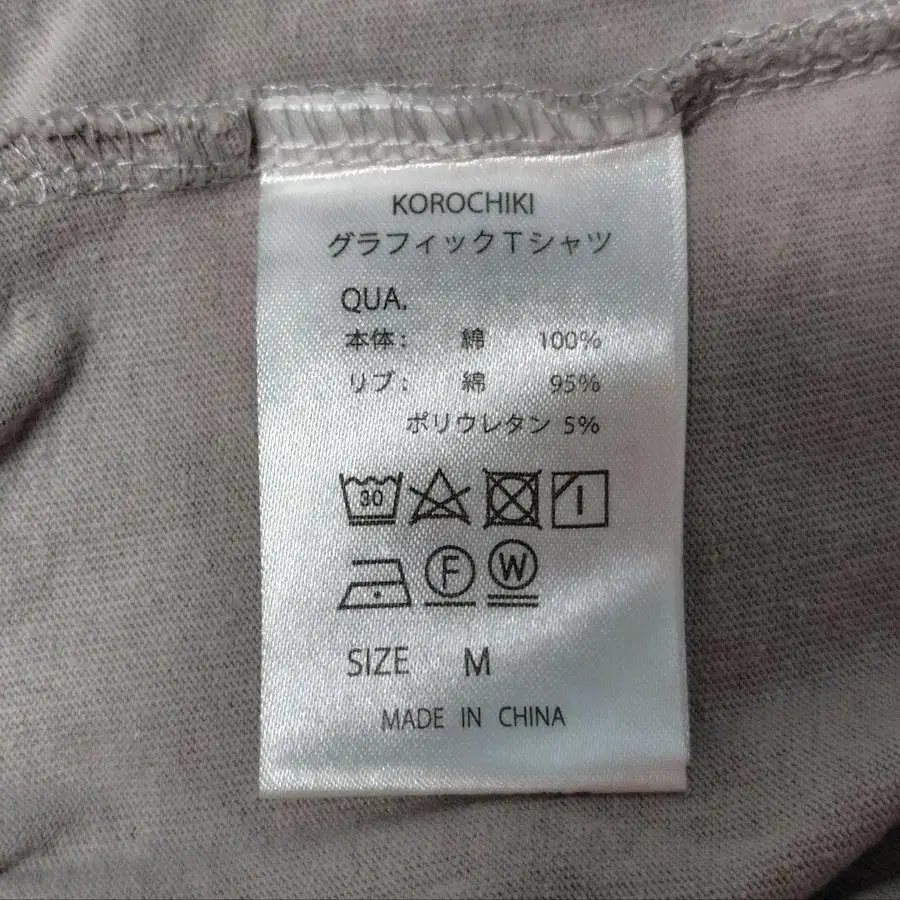 KOROCHIKI
グラフィックTシャツ
QUA.
本体: 綿 100%
リブ: 綿 95%
ポリウレタン 5%
30
F W
SIZE M
MADE IN CHINA